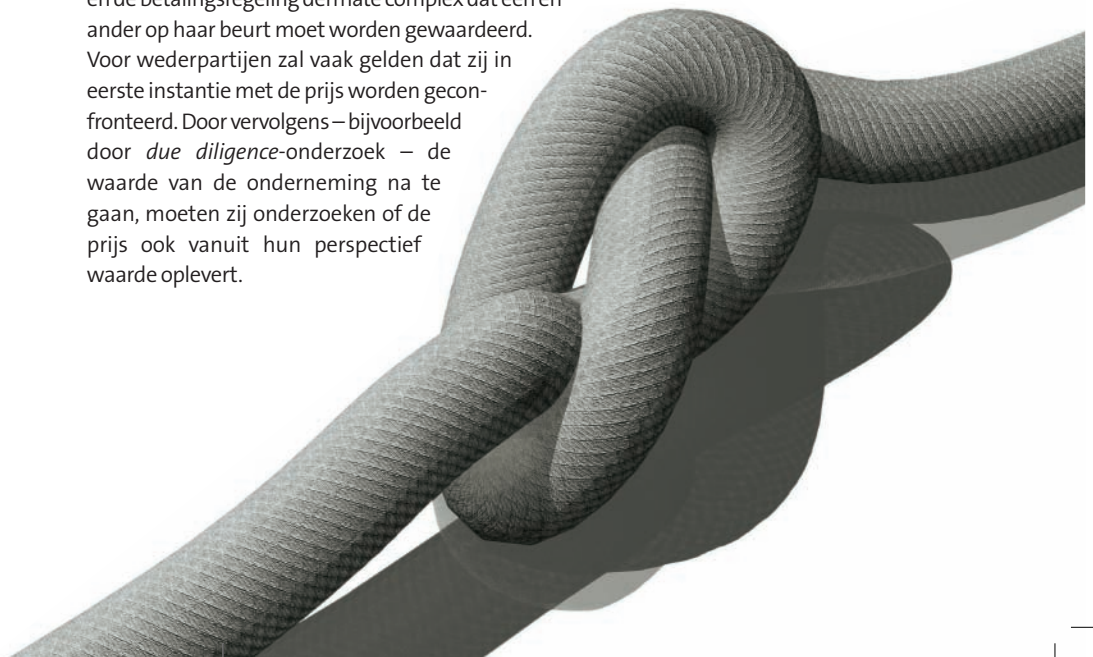 ander op haar beurt moet worden gewaardeerd.
Voor wederpartijen zal vaak gelden dat zij in
eerste instantie met de prijs worden gecon-
fronteerd. Door vervolgens – bijvoorbeeld
door due diligence-onderzoek – de
waarde van de onderneming na te
gaan, moeten zij onderzoeken of de
prijs ook vanuit hun perspectief
waarde oplevert.